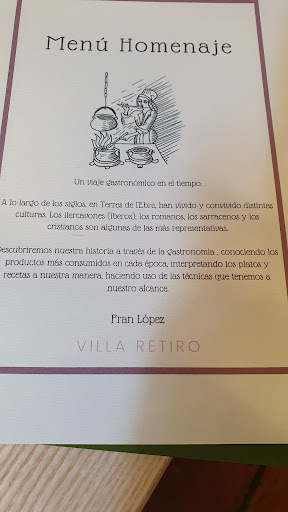 Menú Homenaje
Un viaje gastronómico en el tiempo.
A lo largo de los siglos, en Terres de l'Ebre, han vivido y convivido distintas
culturas. Los ilercavones (íberos), los romanos, los sarracenos y los
cristianos son algunas de las más representativas.
Descubriremos nuestra historia a través de la gastronomía , conociendo los
productos más consumidos en cada época, interpretando los platos y
recetas a nuestra manera, haciendo uso de las técnicas que tenemos a
nuestro alcance.
Fran López
VILLA RETIRO